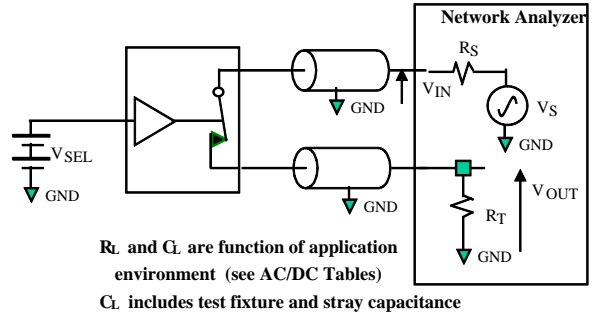 Network Analyzer
RS
GND
VIN
VS
GND
VSEL
GND
GND
RT
VOUT
GND
RL and CL are function of application
environment (see AC/DC Tables)
CL includes test fixture and stray capacitance